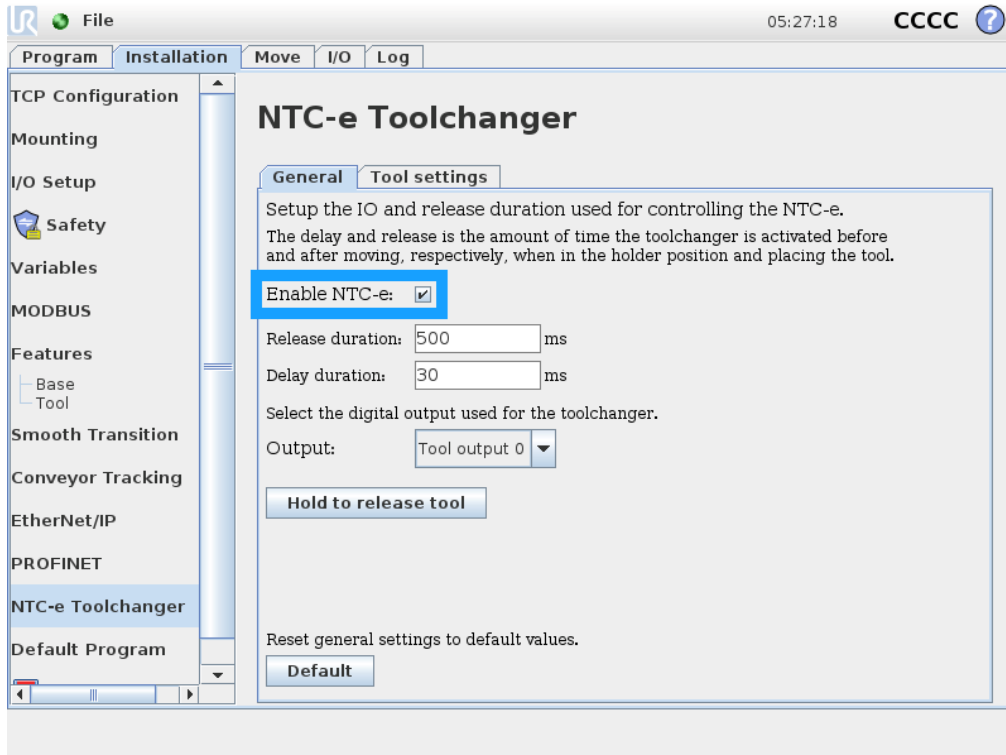 UR File 05:27:18 CCCC ?
Program Installation Move I/O Log
TCP Configuration
Mounting
I/O Setup
Safety
Variables
MODBUS
Features
Base
Tool
Smooth Transition
Conveyor Tracking
EtherNet/IP
PROFINET
NTC-e Toolchanger
Default Program
NTC-e Toolchanger
General Tool settings
Setup the IO and release duration used for controlling the NTC-e.
The delay and release is the amount of time the toolchanger is activated before
and after moving, respectively, when in the holder position and placing the tool.
Enable NTC-e:
Release duration: 500 ms
Delay duration: 30 ms
Select the digital output used for the toolchanger.
Output: Tool output 0
Hold to release tool
Reset general settings to default values.
Default